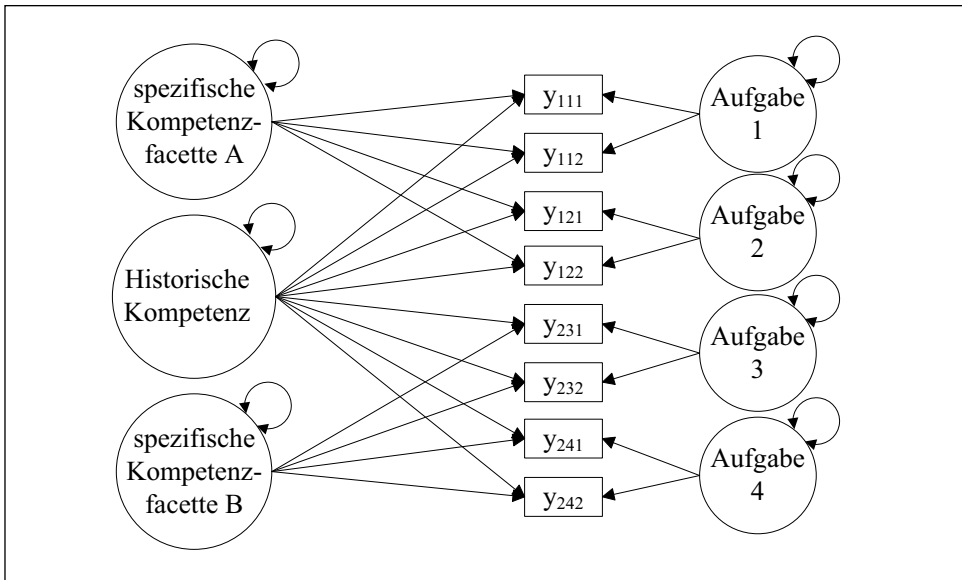 spezifische
Kompetenz-
facette A
Historische
Kompetenz
spezifische
Kompetenz-
facette B
y111
y112
y121
y122
y231
y232
y241
y242
Aufgabe
1
Aufgabe
2
Aufgabe
3
Aufgabe
4